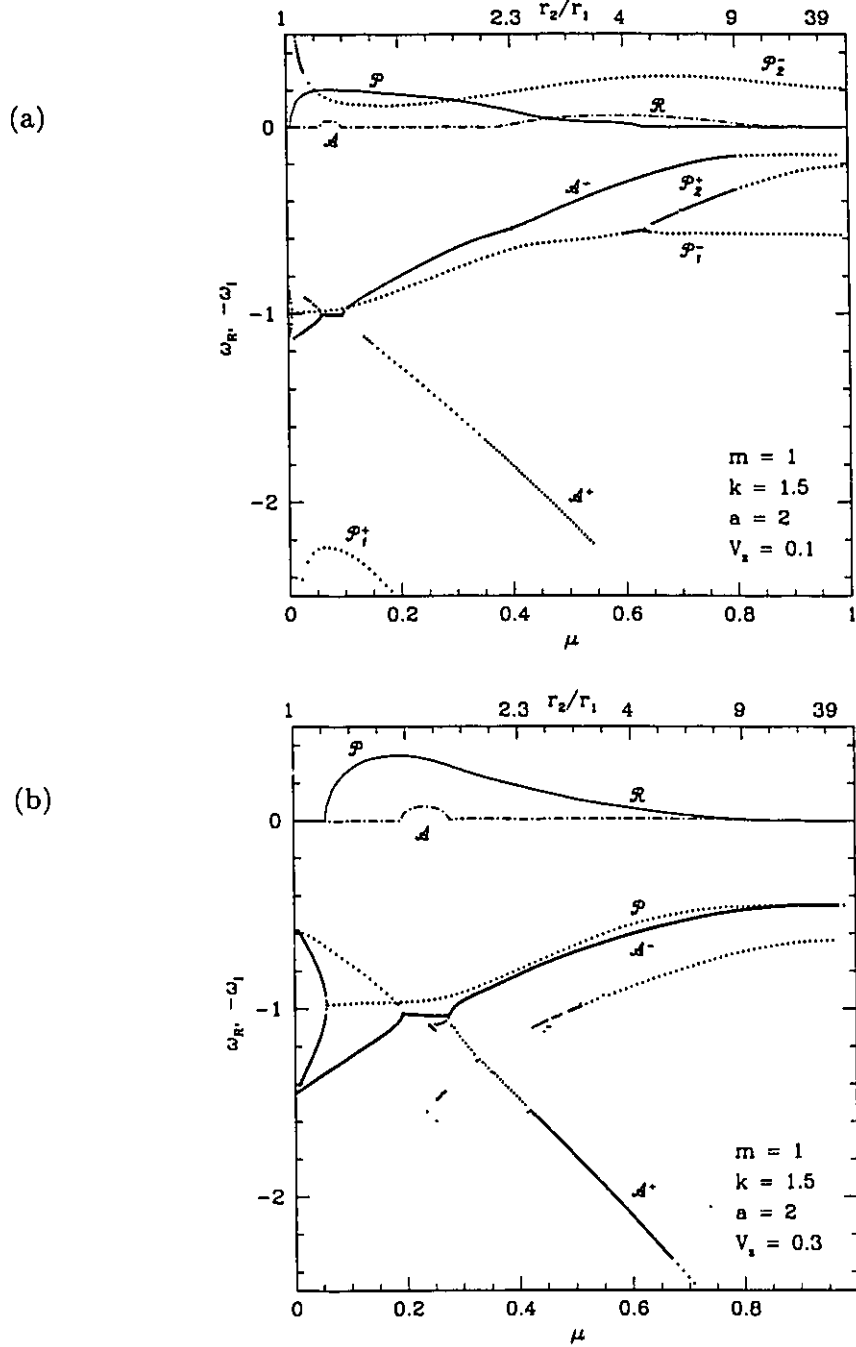 (a)
1 2.3 r₂/r₁ 4 9 39
𝒫
𝒫₂⁻
ℛ
𝒜
0
𝒜⁻
𝒫₂⁺
𝒫₁⁻
ω_R, −ω_I
−1
𝒜⁺
−2
𝒫₁⁺
m = 1
k = 1.5
a = 2
V_z = 0.1
0 0.2 0.4 0.6 0.8 1
μ
(b)
1 2.3 r₂/r₁ 4 9 39
𝒫
ℛ
0
𝒜
𝒫
𝒜⁻
ω_R, −ω_I
−1
𝒜⁺
−2
m = 1
k = 1.5
a = 2
V_z = 0.3
0 0.2 0.4 0.6 0.8
μ